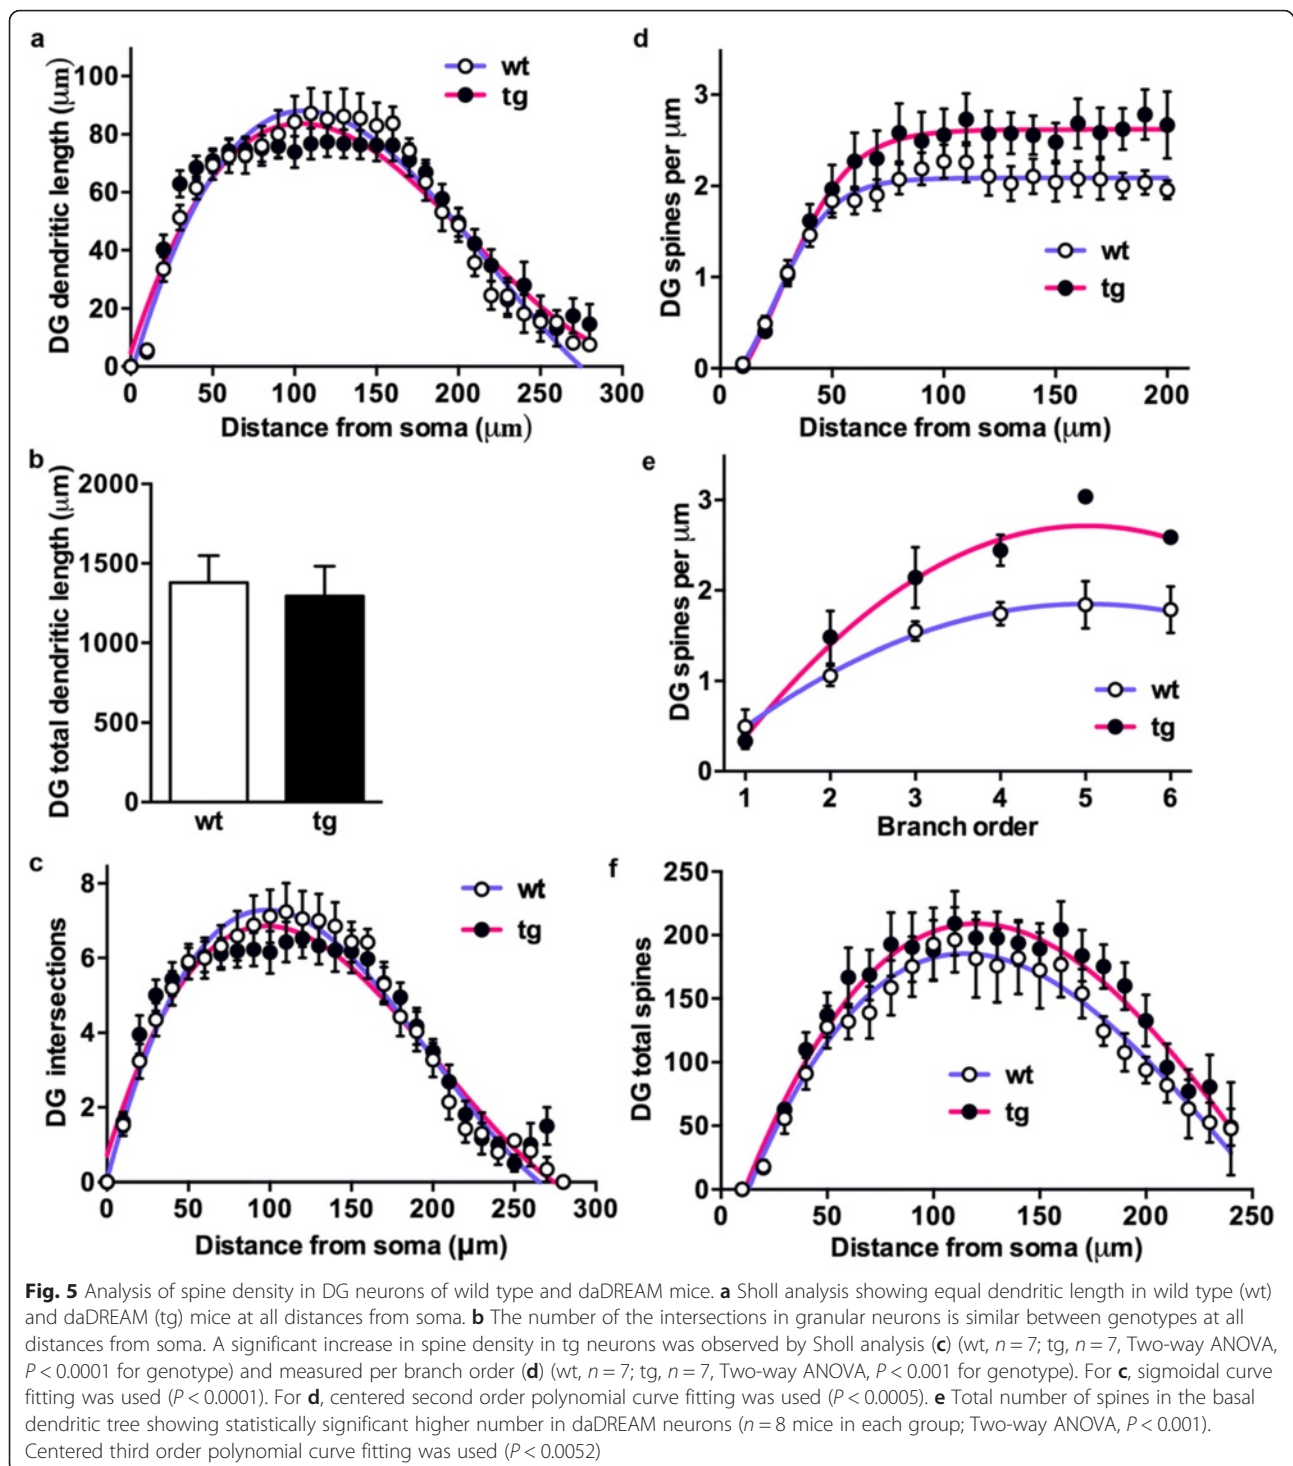 a
DG dendritic length (μm)
100
80
60
40
20
0
0 50 100 150 200 250 300
Distance from soma (μm)
wt
tg
d
DG spines per μm
3
2
1
0
0 50 100 150 200
Distance from soma (μm)
wt
tg
b
DG total dendritic length (μm)
2000
1500
1000
500
0
wt tg
e
DG spines per μm
3
2
1
0
1 2 3 4 5 6
Branch order
wt
tg
c
DG intersections
8
6
4
2
0
0 50 100 150 200 250 300
Distance from soma (μm)
wt
tg
f
DG total spines
250
200
150
100
50
0
0 50 100 150 200 250
Distance from soma (μm)
wt
tg
Fig. 5 Analysis of spine density in DG neurons of wild type and daDREAM mice. a Sholl analysis showing equal dendritic length in wild type (wt)
and daDREAM (tg) mice at all distances from soma. b The number of the intersections in granular neurons is similar between genotypes at all
distances from soma. A significant increase in spine density in tg neurons was observed by Sholl analysis (c) (wt, n = 7; tg, n = 7, Two-way ANOVA,
P < 0.0001 for genotype) and measured per branch order (d) (wt, n = 7; tg, n = 7, Two-way ANOVA, P < 0.001 for genotype). For c, sigmoidal curve
fitting was used (P < 0.0001). For d, centered second order polynomial curve fitting was used (P < 0.0005). e Total number of spines in the basal
dendritic tree showing statistically significant higher number in daDREAM neurons (n = 8 mice in each group; Two-way ANOVA, P < 0.001).
Centered third order polynomial curve fitting was used (P < 0.0052)